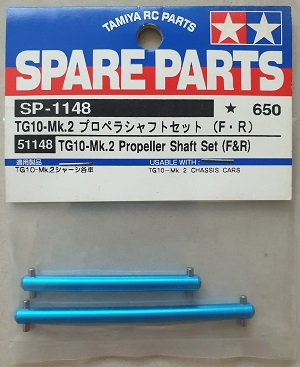 TAMIYA RC PARTS
SPARE PARTS
SP-1148 ★ 650
TG10-Mk.2 プロペラシャフトセット (F・R)
51148 TG10-Mk.2 Propeller Shaft Set (F&R)
適用製品 USABLE WITH
TG10-Mk.2シャーシ各車 TG10-Mk. 2 CHASSIS CARS